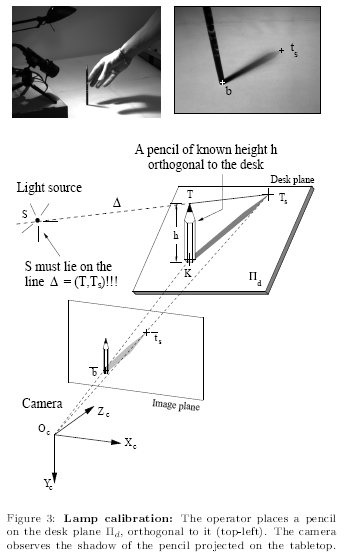 t_s
b
A pencil of known height h
orthogonal to the desk
Desk plane
Light source
T
T_s
Δ
S
h
K
Π_d
S must lie on the
line Δ = (T,T_s)!!!
t_s
b
Camera
Image plane
Z_c
O_c
X_c
Y_c
Figure 3: Lamp calibration: The operator places a pencil
on the desk plane Π_d, orthogonal to it (top-left). The camera
observes the shadow of the pencil projected on the tabletop.